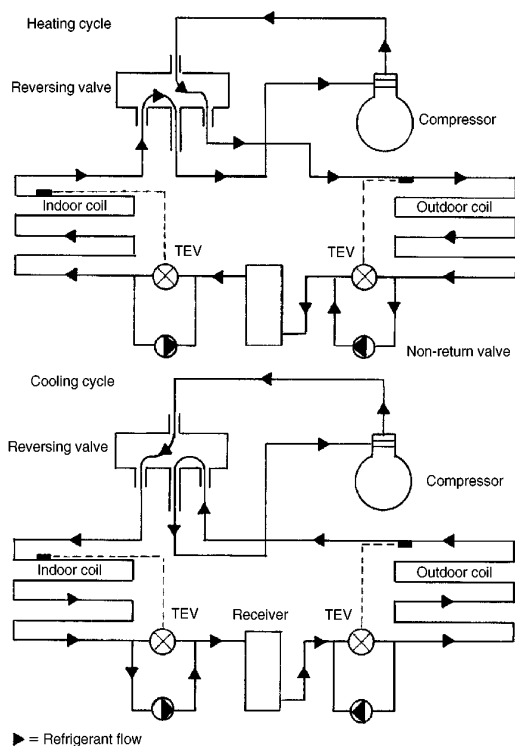 Heating cycle
Reversing valve
Compressor
Indoor coil
Outdoor coil
TEV
TEV
Non-return valve
Cooling cycle
Reversing valve
Compressor
Indoor coil
Outdoor coil
TEV
Receiver
TEV
= Refrigerant flow